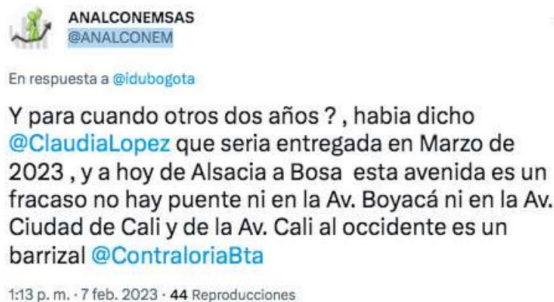 ANALCONEMSAS
@ANALCONEM
En respuesta a @idubogota
Y para cuando otros dos años ? , habia dicho
@ClaudiaLopez que seria entregada en Marzo de
2023 , y a hoy de Alsacia a Bosa esta avenida es un
fracaso no hay puente ni en la Av. Boyacá ni en la Av.
Ciudad de Cali y de la Av. Cali al occidente es un
barrizal @ContraloriaBta
1:13 p. m. · 7 feb. 2023 · 44 Reproducciones